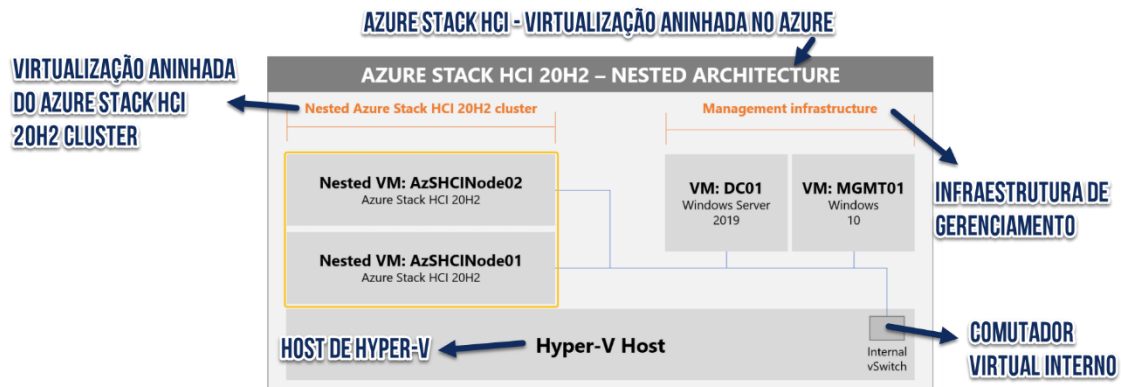 AZURE STACK HCI - VIRTUALIZAÇÃO ANINHADA NO AZURE
VIRTUALIZAÇÃO ANINHADA
DO AZURE STACK HCI
20H2 CLUSTER
AZURE STACK HCI 20H2 – NESTED ARCHITECTURE
Nested Azure Stack HCI 20H2 cluster
Management infrastructure
Nested VM: AzSHCINode02
Azure Stack HCI 20H2
VM: DC01
Windows Server
2019
VM: MGMT01
Windows
10
INFRAESTRUTURA DE
GERENCIAMENTO
Nested VM: AzSHCINode01
Azure Stack HCI 20H2
HOST DE HYPER-V
Hyper-V Host
Internal
vSwitch
COMUTADOR
VIRTUAL INTERNO